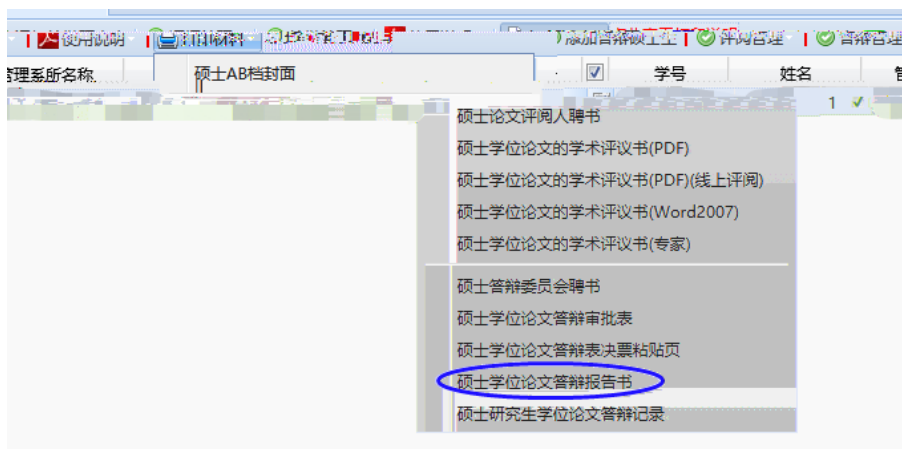 使用说明 打印材料 添加答辩硕士生 评阅管理 答辩管理
管理系所名称 硕士AB档封面 学号 姓名
1
硕士论文评阅人聘书
硕士学位论文的学术评议书(PDF)
硕士学位论文的学术评议书(PDF)(线上评阅)
硕士学位论文的学术评议书(Word2007)
硕士学位论文的学术评议书(专家)
硕士答辩委员会聘书
硕士学位论文答辩审批表
硕士学位论文答辩表决票粘贴页
硕士学位论文答辩报告书
硕士研究生学位论文答辩记录